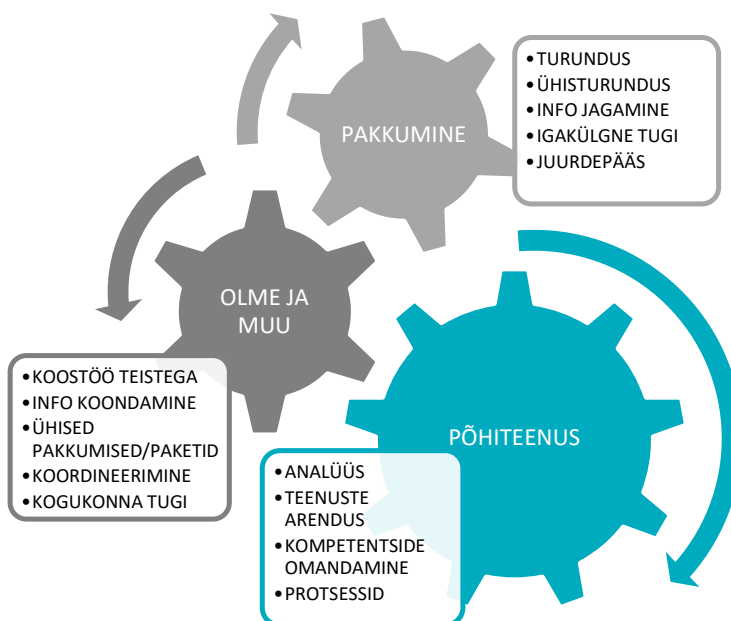 PAKKUMINE
•TURUNDUS
•ÜHISTURUNDUS
•INFO JAGAMINE
•IGAKÜLGNE TUGI
•JUURDEPÄÄS
OLME JA
MUU
•KOOSTÖÖ TEISTEGA
•INFO KOONDAMINE
•ÜHISED
PAKKUMISED/PAKETID
•KOORDINEERIMINE
•KOGUKONNA TUGI
PÕHITEENUS
•ANALÜÜS
•TEENUSTE
ARENDUS
•KOMPETENTSIDE
OMANDAMINE
•PROTSESSID